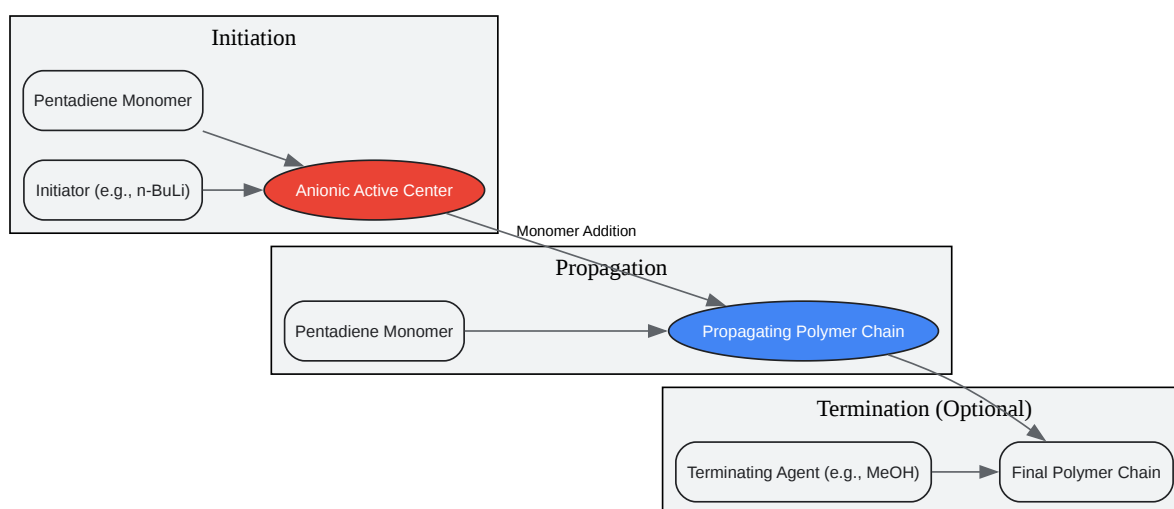 Initiation
Pentadiene Monomer
Initiator (e.g., n-BuLi)
Anionic Active Center
Monomer Addition
Propagation
Pentadiene Monomer
Propagating Polymer Chain
Termination (Optional)
Terminating Agent (e.g., MeOH)
Final Polymer Chain